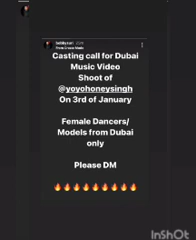 Casting call for Dubai
Music Video
Shoot of
@yoyohoneysingh
On 3rd of January
Female Dancers/
Models from Dubai
only
Please DM
🔥🔥🔥🔥🔥🔥🔥🔥🔥
InShOt